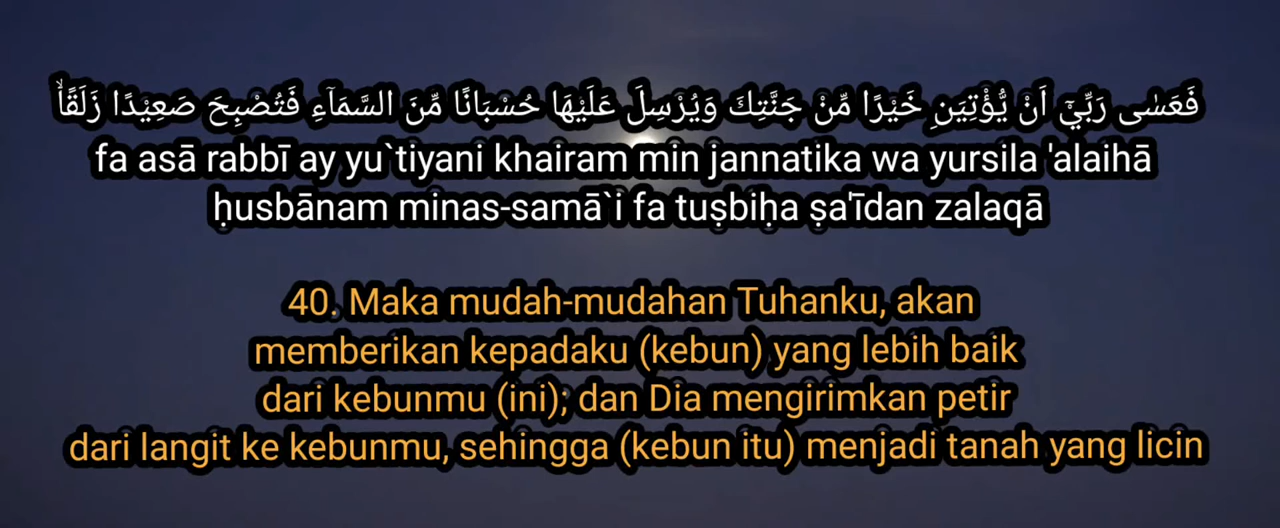 فَعَسٰى رَبِّيْٓ اَنْ يُّؤْتِيَنِ خَيْرًا مِّنْ جَنَّتِكَ وَيُرْسِلَ عَلَيْهَا حُسْبَانًا مِّنَ السَّمَاۤءِ فَتُصْبِحَ صَعِيْدًا زَلَقًاۙ
fa asā rabbī ay yu`tiyani khairam min jannatika wa yursila 'alaihā
ḥusbānam minas-samā`i fa tuṣbiḥa ṣa'īdan zalaqā
40. Maka mudah-mudahan Tuhanku, akan
memberikan kepadaku (kebun) yang lebih baik
dari kebunmu (ini); dan Dia mengirimkan petir
dari langit ke kebunmu, sehingga (kebun itu) menjadi tanah yang licin